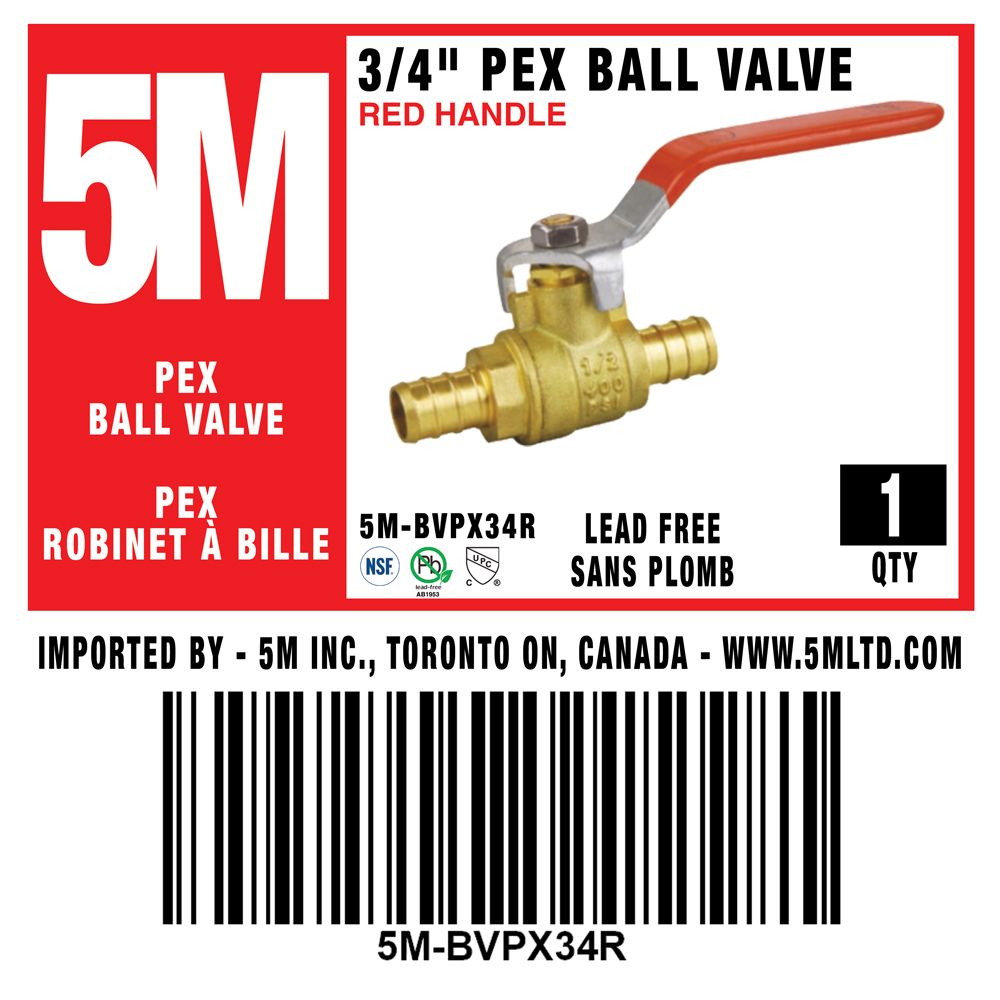 5M
3/4" PEX BALL VALVE
RED HANDLE
PEX
BALL VALVE
PEX
ROBINET À BILLE
1/2
400
PSI
5M-BVPX34R
NSF.
Pb
lead-free
AB1953
UPC
C ®
LEAD FREE
SANS PLOMB
1
QTY
IMPORTED BY - 5M INC., TORONTO ON, CANADA - WWW.5MLTD.COM
5M-BVPX34R